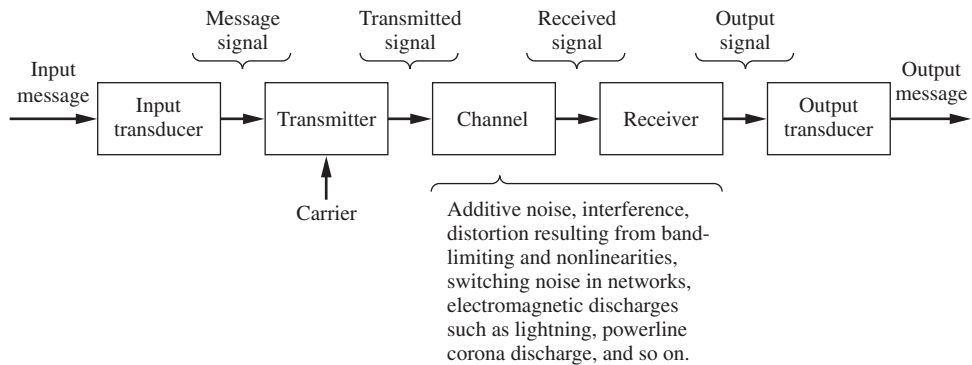 Message
signal
Transmitted
signal
Received
signal
Output
signal
Input
message
Output
message
Input
transducer
Transmitter
Channel
Receiver
Output
transducer
Carrier
Additive noise, interference,
distortion resulting from band-
limiting and nonlinearities,
switching noise in networks,
electromagnetic discharges
such as lightning, powerline
corona discharge, and so on.